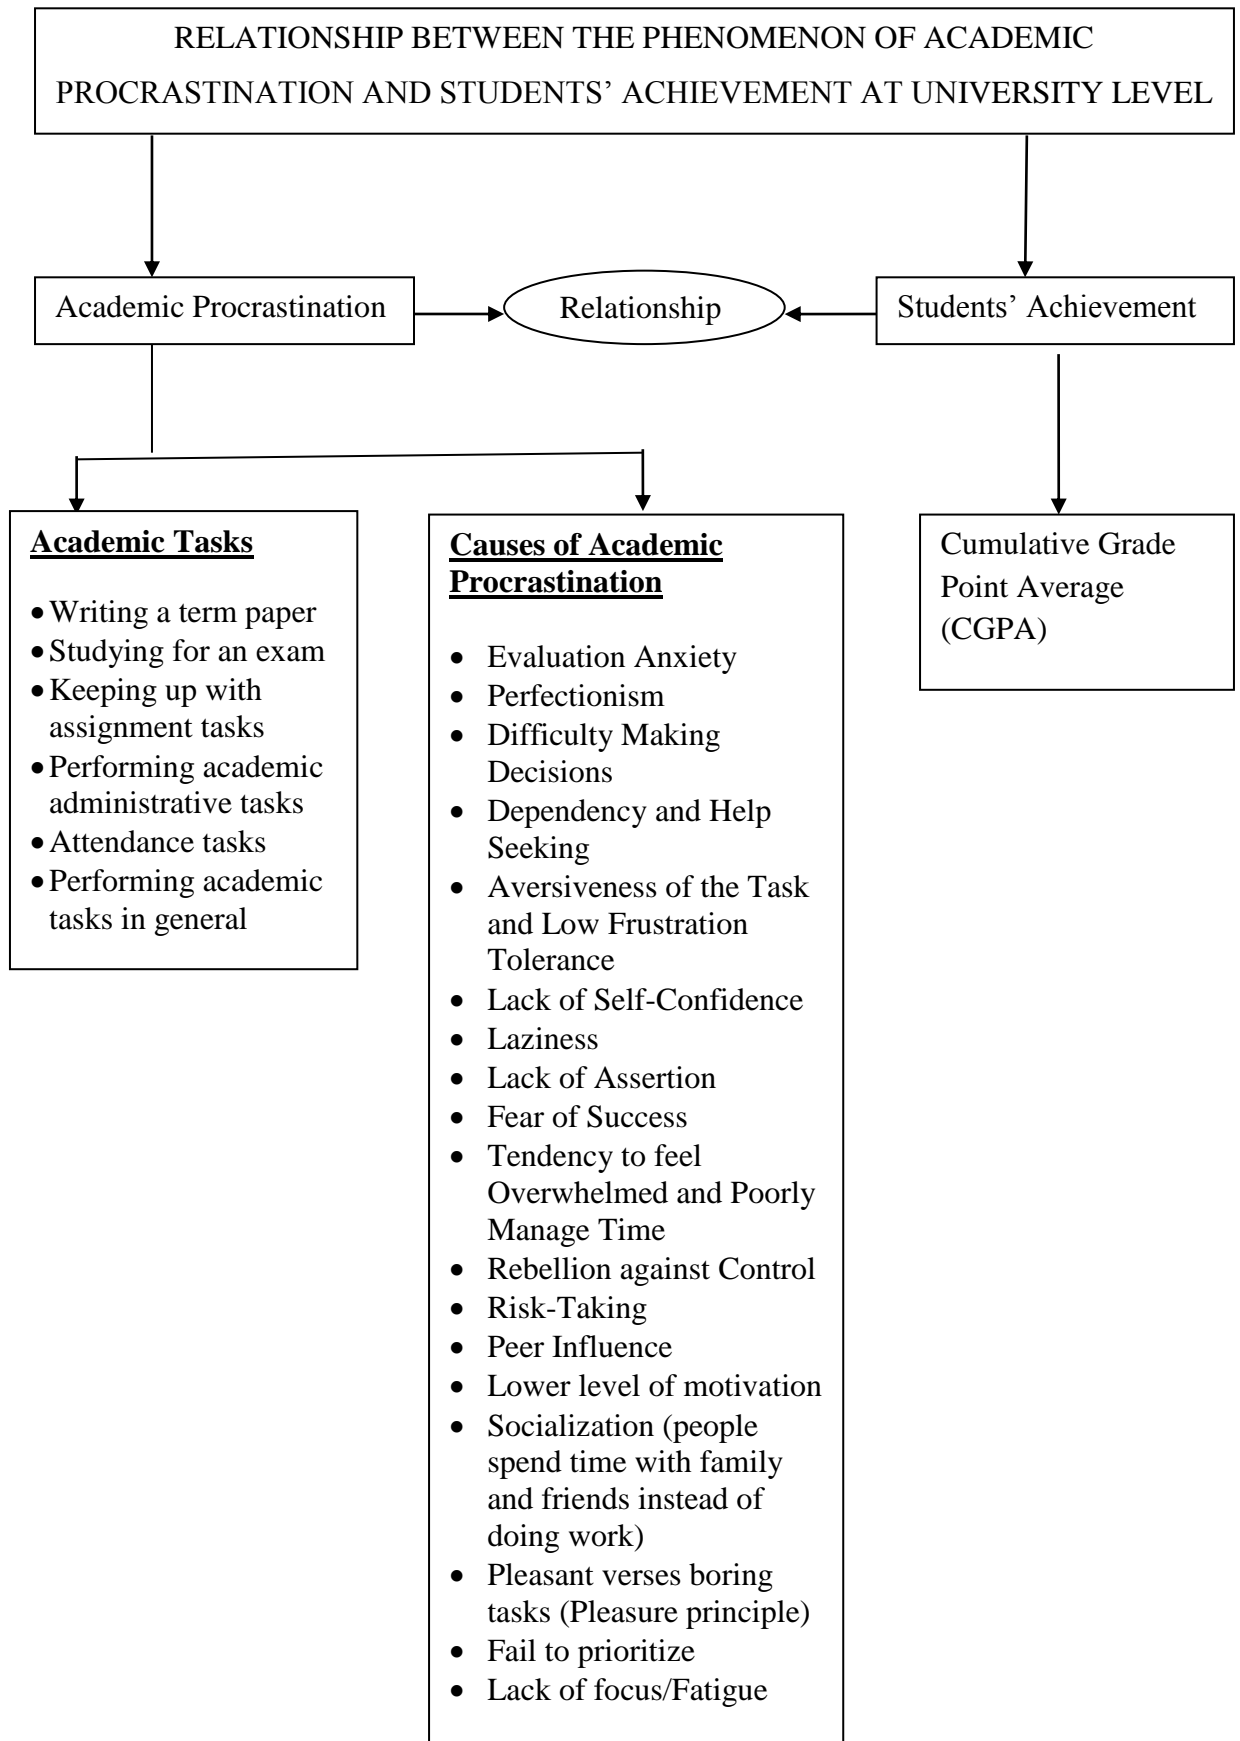 RELATIONSHIP BETWEEN THE PHENOMENON OF ACADEMIC
PROCRASTINATION AND STUDENTS’ ACHIEVEMENT AT UNIVERSITY LEVEL
Academic Procrastination
Relationship
Students’ Achievement
Academic Tasks
• Writing a term paper
• Studying for an exam
• Keeping up with
assignment tasks
• Performing academic
administrative tasks
• Attendance tasks
• Performing academic
tasks in general
Causes of Academic
Procrastination
• Evaluation Anxiety
• Perfectionism
• Difficulty Making
Decisions
• Dependency and Help
Seeking
• Aversiveness of the Task
and Low Frustration
Tolerance
• Lack of Self-Confidence
• Laziness
• Lack of Assertion
• Fear of Success
• Tendency to feel
Overwhelmed and Poorly
Manage Time
• Rebellion against Control
• Risk-Taking
• Peer Influence
• Lower level of motivation
• Socialization (people
spend time with family
and friends instead of
doing work)
• Pleasant verses boring
tasks (Pleasure principle)
• Fail to prioritize
• Lack of focus/Fatigue
Cumulative Grade
Point Average
(CGPA)